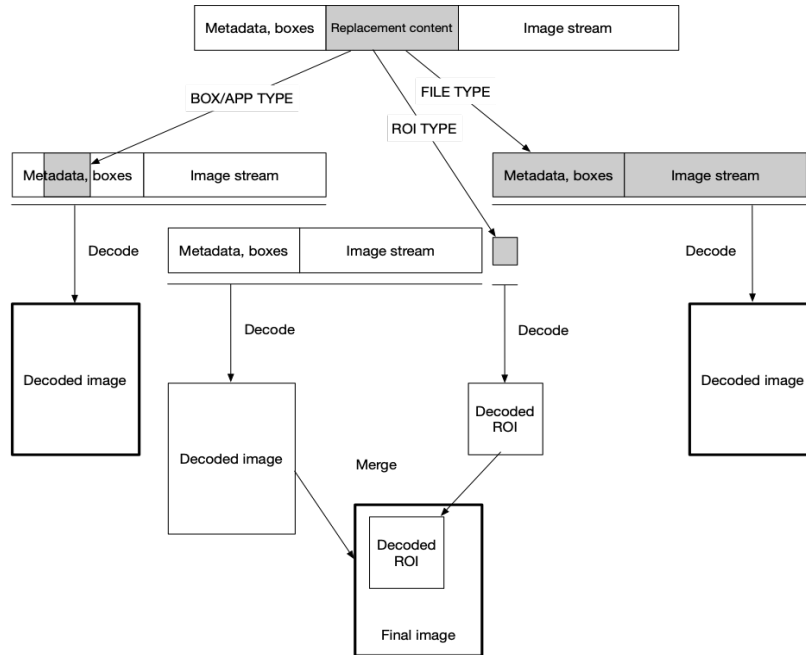 Metadata, boxes
Replacement content
Image stream
BOX/APP TYPE
FILE TYPE
ROI TYPE
Metadata, boxes
Image stream
Metadata, boxes
Image stream
Metadata, boxes
Image stream
Decode
Decode
Decode
Decode
Decoded image
Decoded image
Decoded image
Decoded
ROI
Merge
Decoded
ROI
Final image